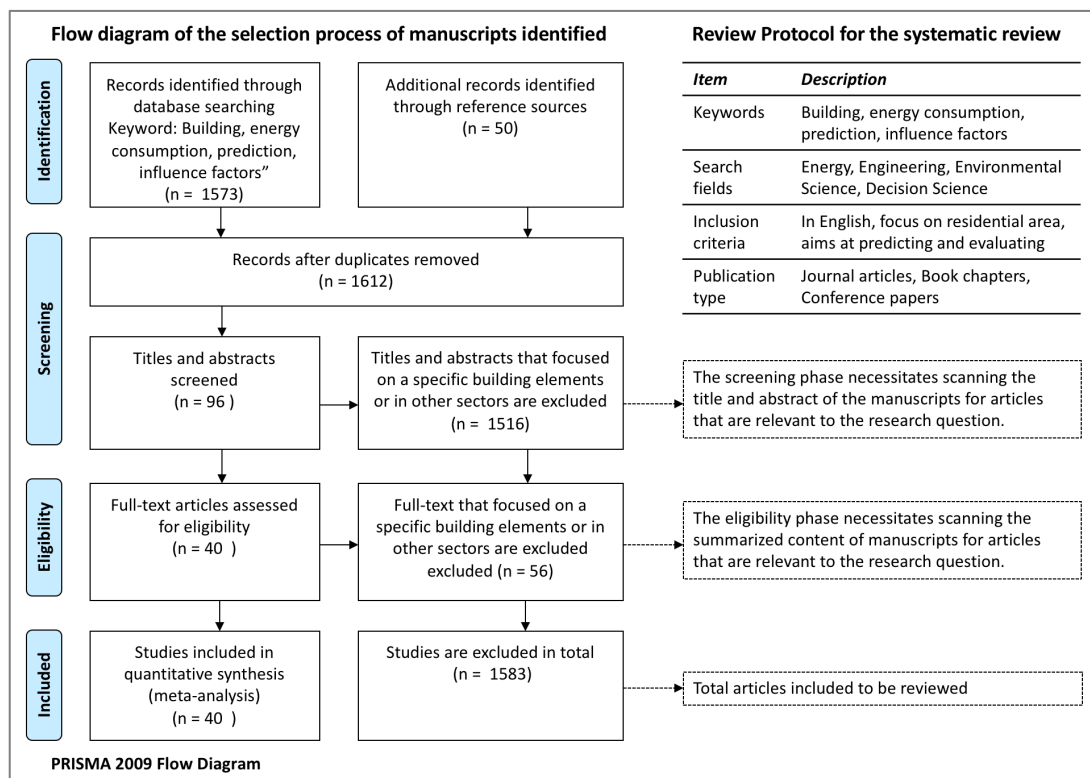 Flow diagram of the selection process of manuscripts identified
Identification
Records identified through
database searching
Keyword: Building, energy
consumption, prediction,
influence factors”
(n = 1573)
Additional records identified
through reference sources
(n = 50)
Screening
Records after duplicates removed
(n = 1612)
Titles and abstracts
screened
(n = 96 )
Titles and abstracts that focused
on a specific building elements
or in other sectors are excluded
(n = 1516)
Eligibility
Full-text articles assessed
for eligibility
(n = 40 )
Full-text that focused on a
specific building elements or in
other sectors are excluded
excluded (n = 56)
Included
Studies included in
quantitative synthesis
(meta-analysis)
(n = 40 )
Studies are excluded in total
(n = 1583)
PRISMA 2009 Flow Diagram
Review Protocol for the systematic review
Item Description
Keywords Building, energy consumption,
prediction, influence factors
Search Energy, Engineering, Environmental
fields Science, Decision Science
Inclusion In English, focus on residential area,
criteria aims at predicting and evaluating
Publication Journal articles, Book chapters,
type Conference papers
The screening phase necessitates scanning the
title and abstract of the manuscripts for articles
that are relevant to the research question.
The eligibility phase necessitates scanning the
summarized content of manuscripts for articles
that are relevant to the research question.
Total articles included to be reviewed